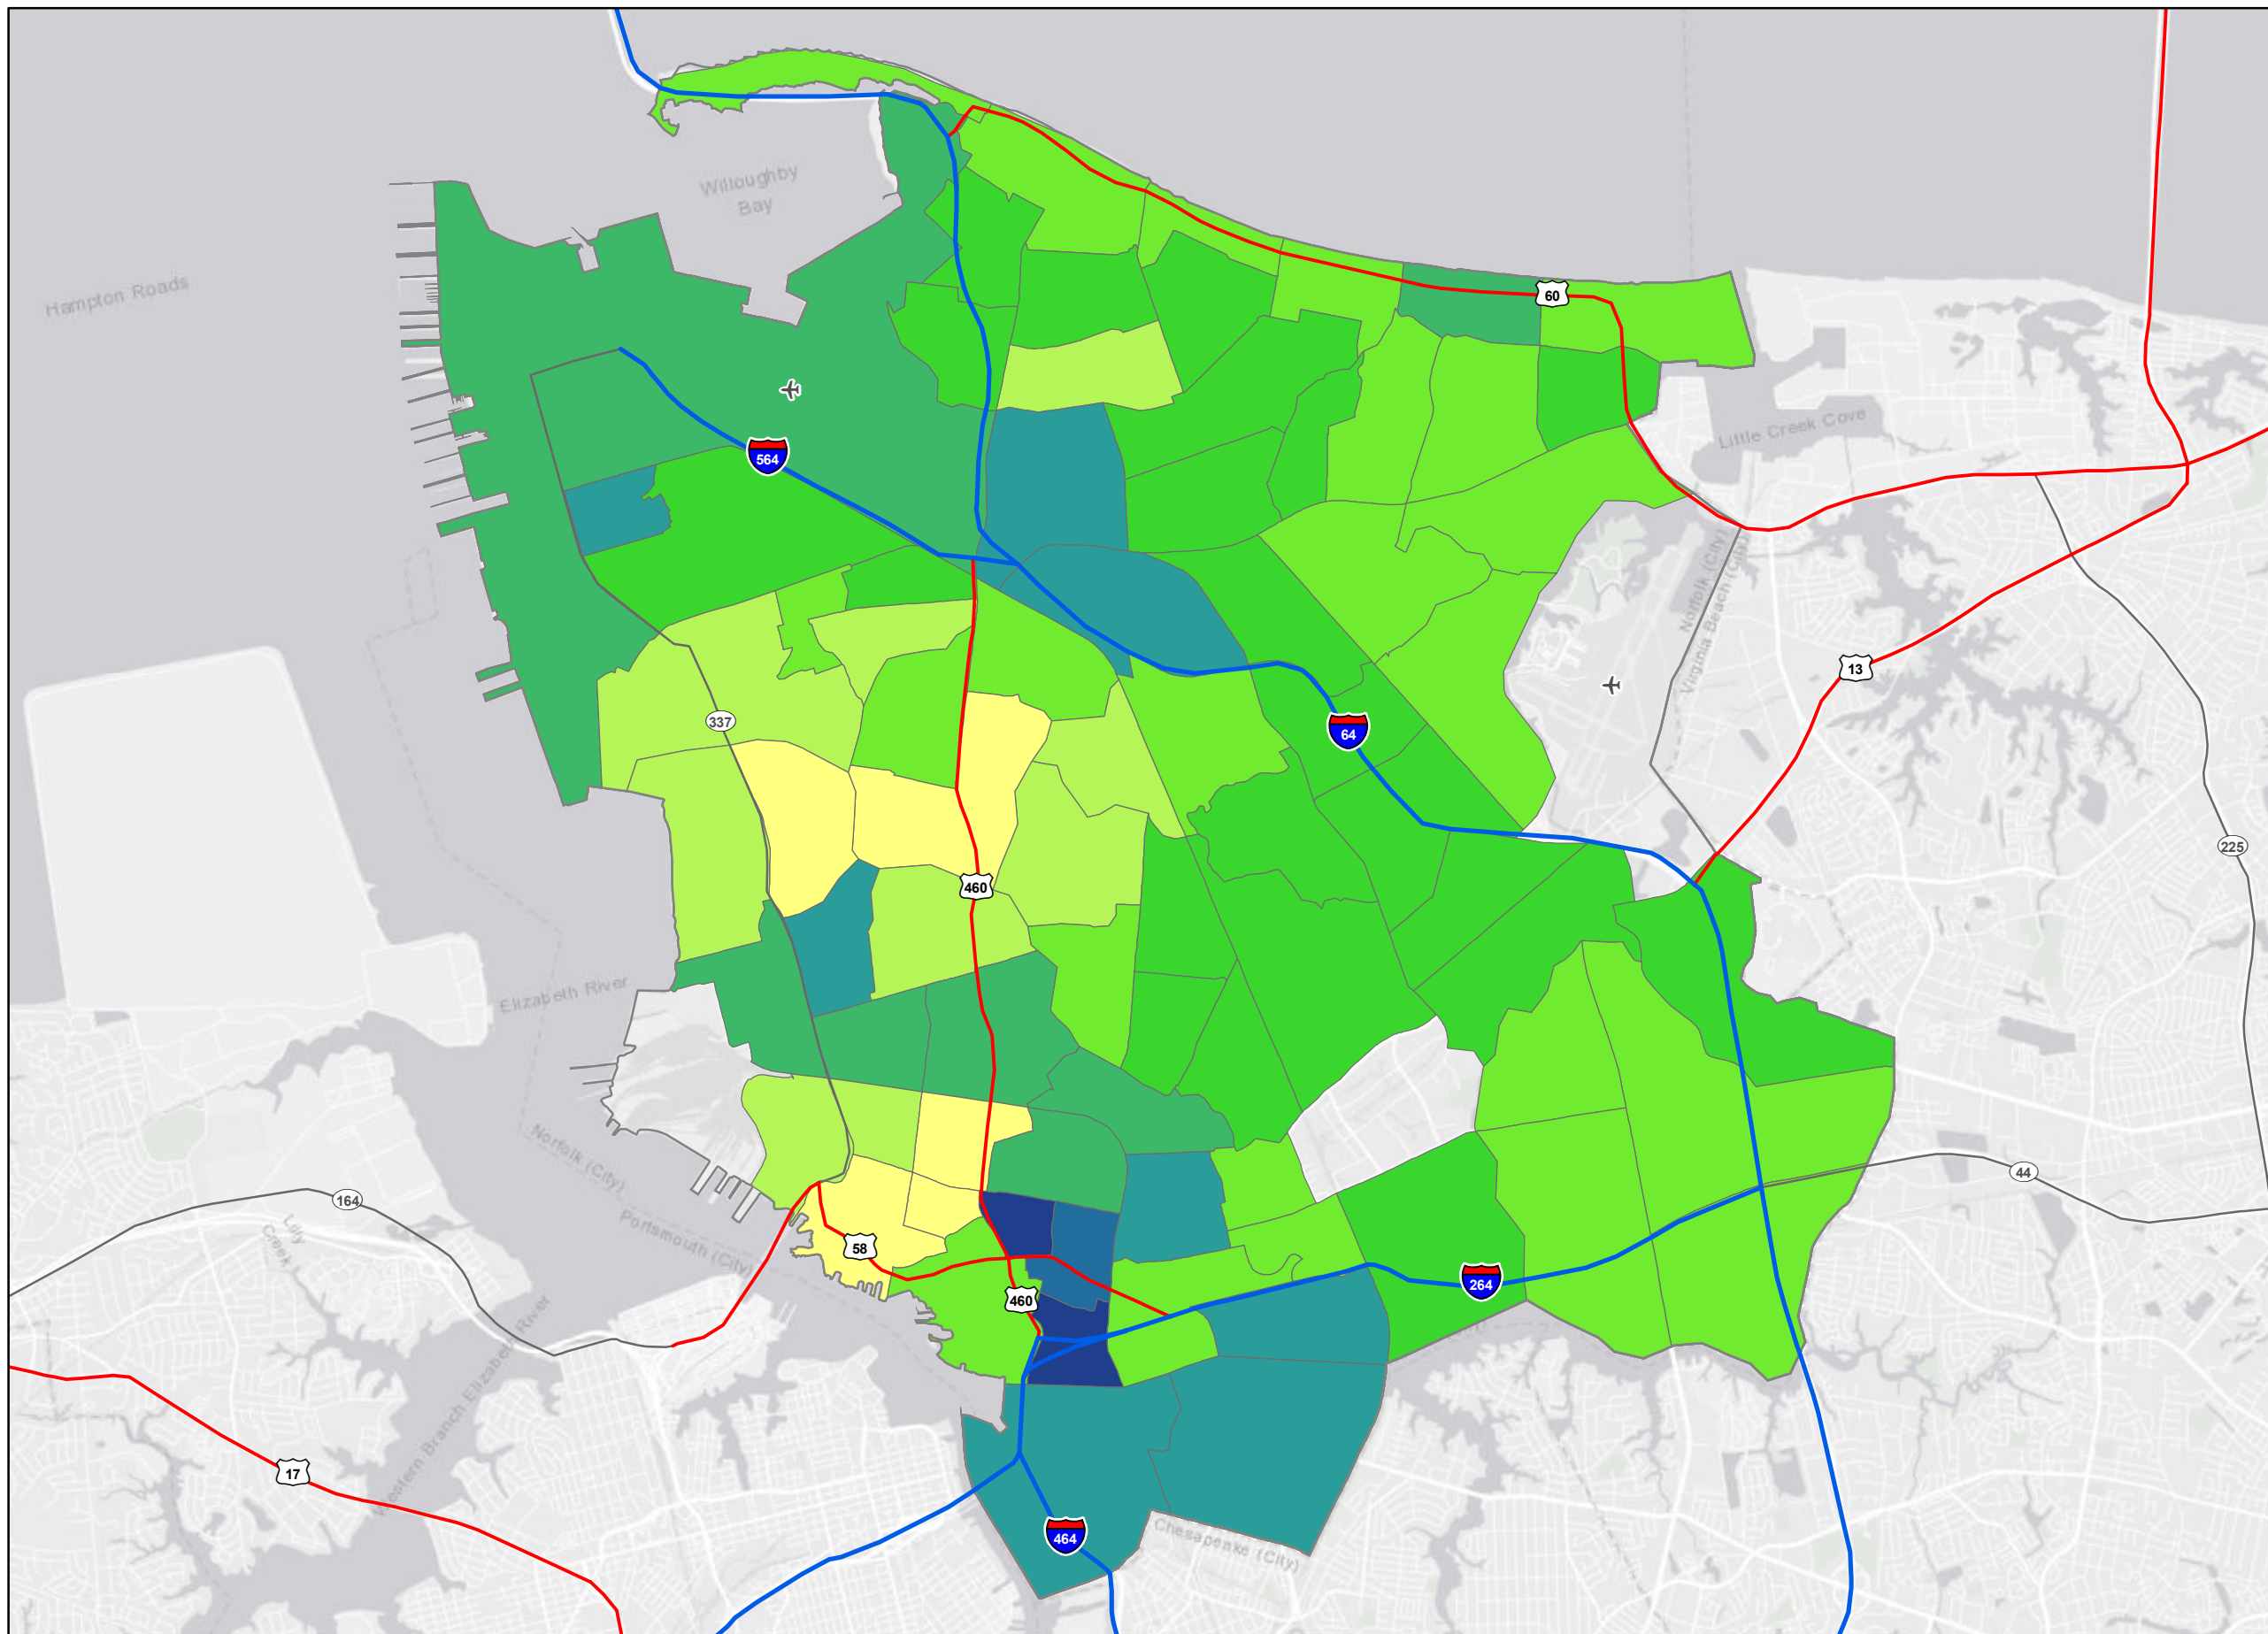 Willoughby
Bay
Hampton Roads
60
Little Creek Cove
564
Norfolk (City)
Virginia Beach (City)
13
337
64
225
460
Elizabeth River
Norfolk (City)
44
164
Portsmouth (City)
Lilly
Creek
58
264
460
Western Branch Elizabeth River
17
464
Chesapeake (City)